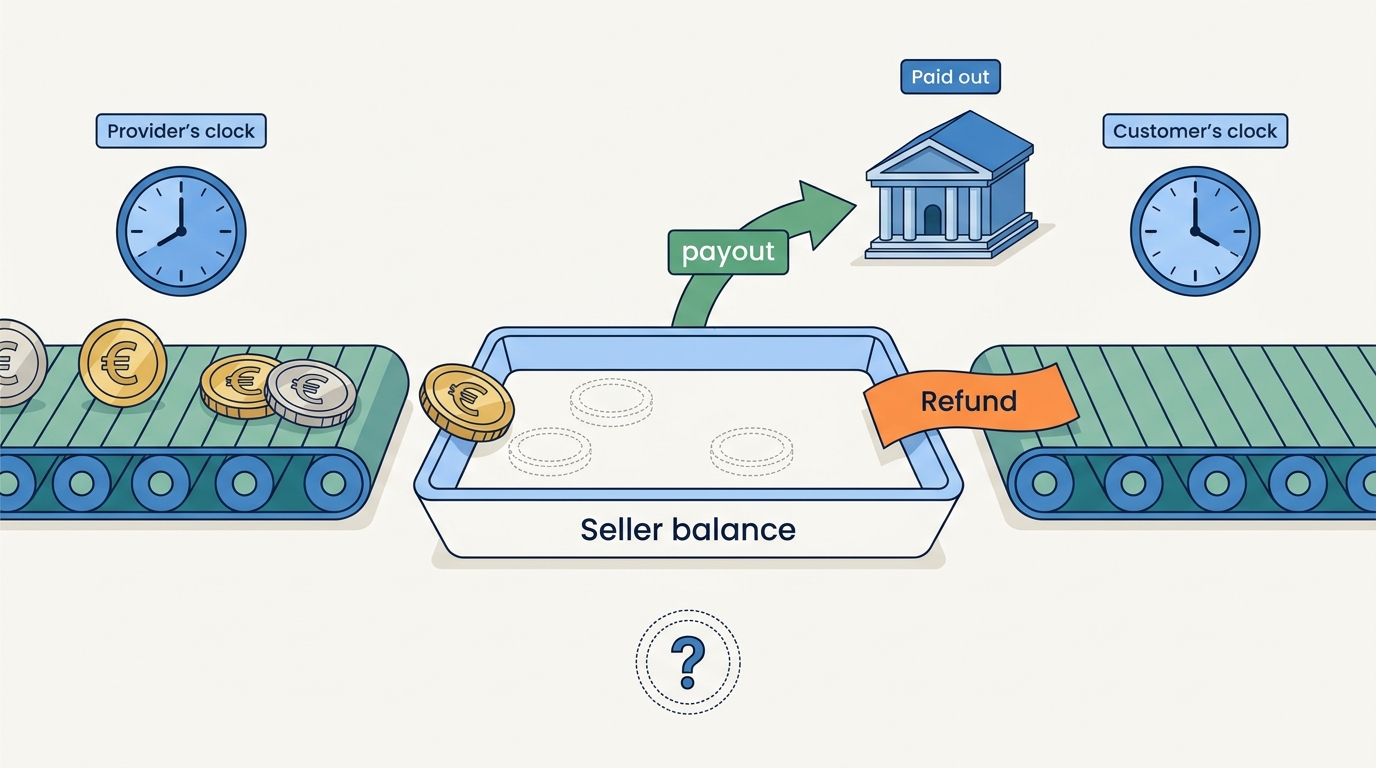 Paid out
Provider's clock
Customer's clock
payout
€
€
€
€
€
Refund
Seller balance
?